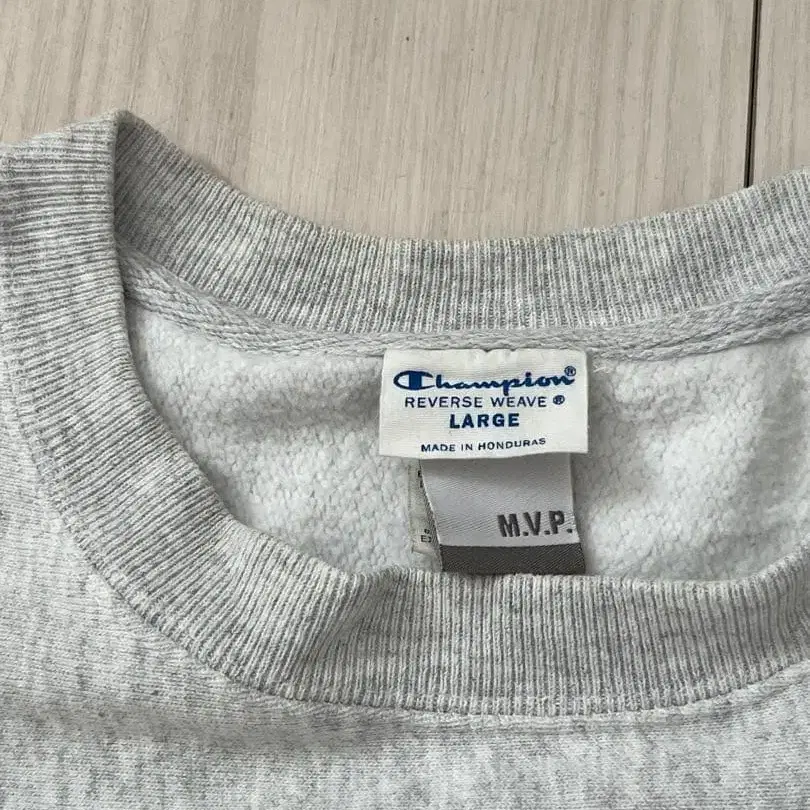 Champion®
REVERSE WEAVE ®
LARGE
MADE IN HONDURAS
M.V.P.